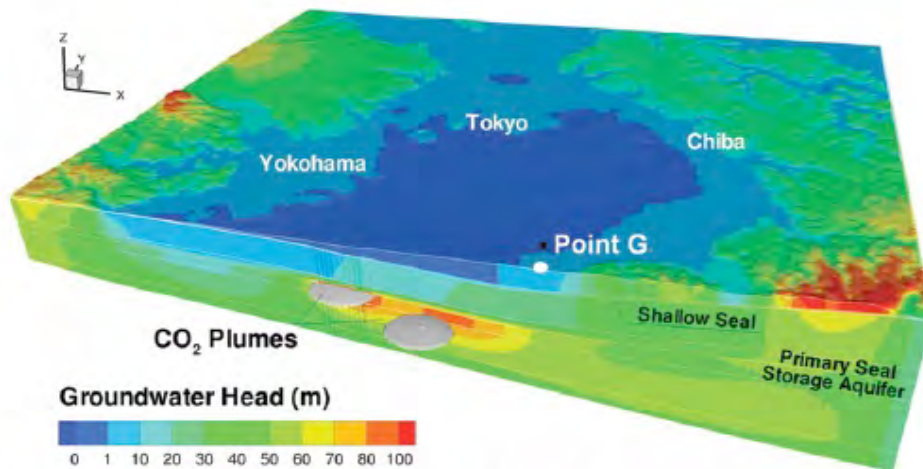 Z
Y
X
Tokyo
Chiba
Yokohama
Point G
Shallow Seal
CO₂ Plumes
Primary Seal
Storage Aquifer
Groundwater Head (m)
0 1 10 20 30 40 50 60 70 80 100